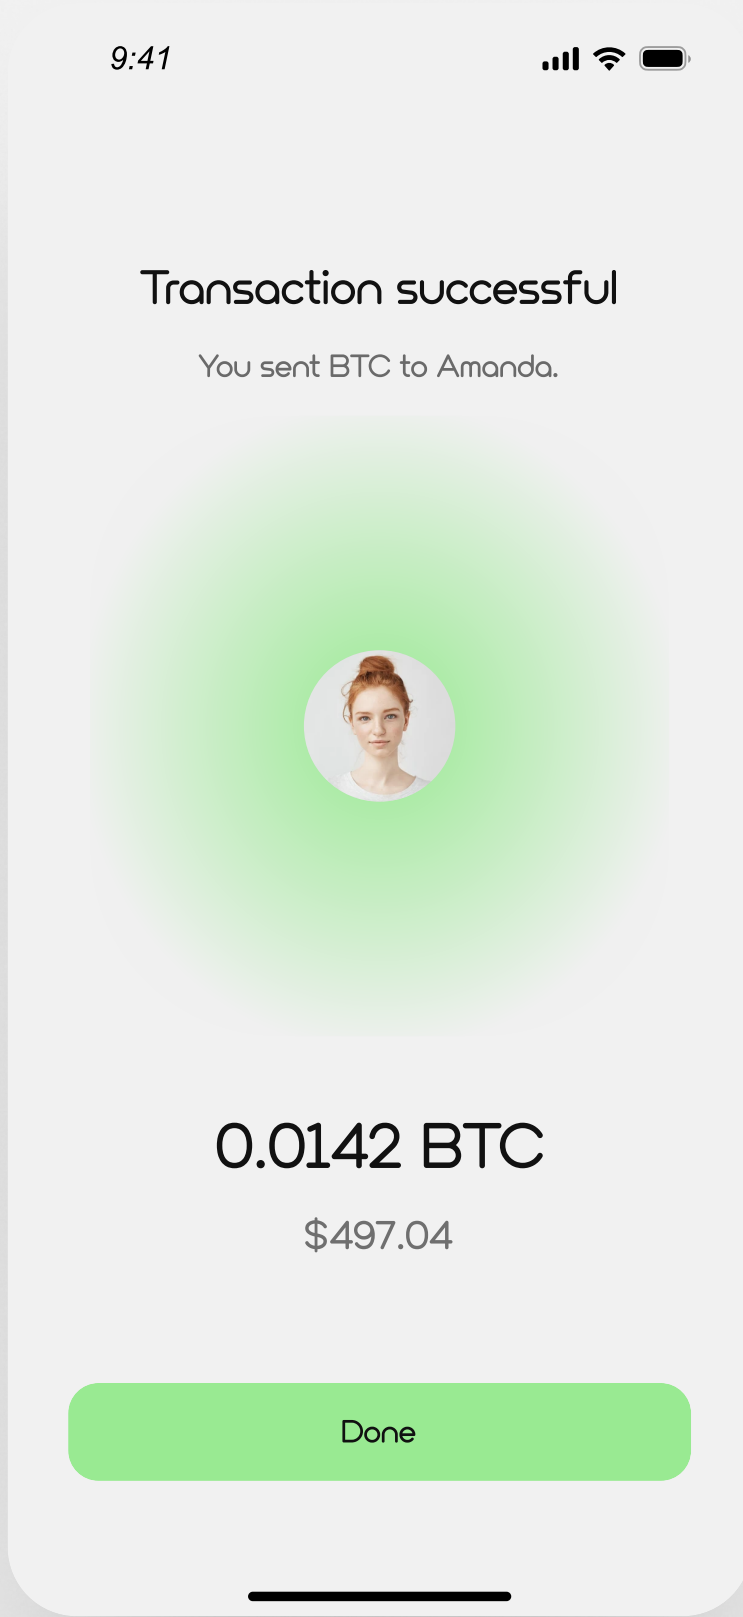 9:41
Transaction successful
You sent BTC to Amanda.
0.0142 BTC
$497.04
Done